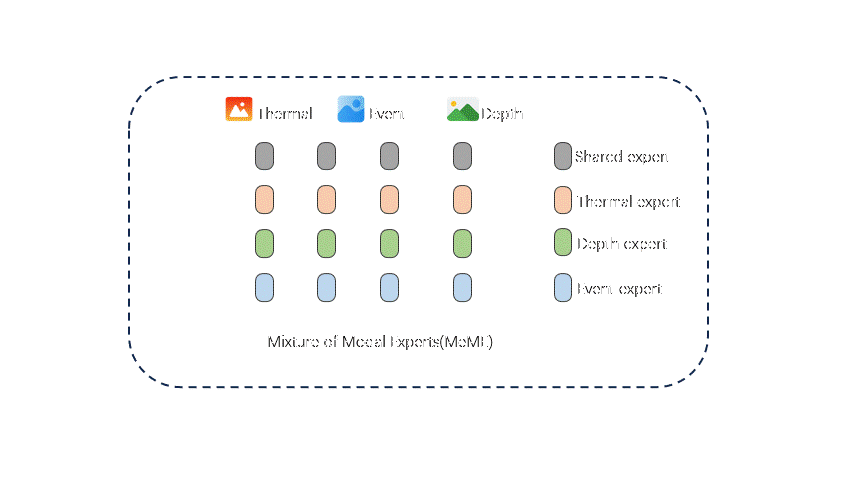 Thermal
Event
Depth
Shared expert
Thermal expert
Depth expert
Event expert
Mixture of Modal Experts(MoME)